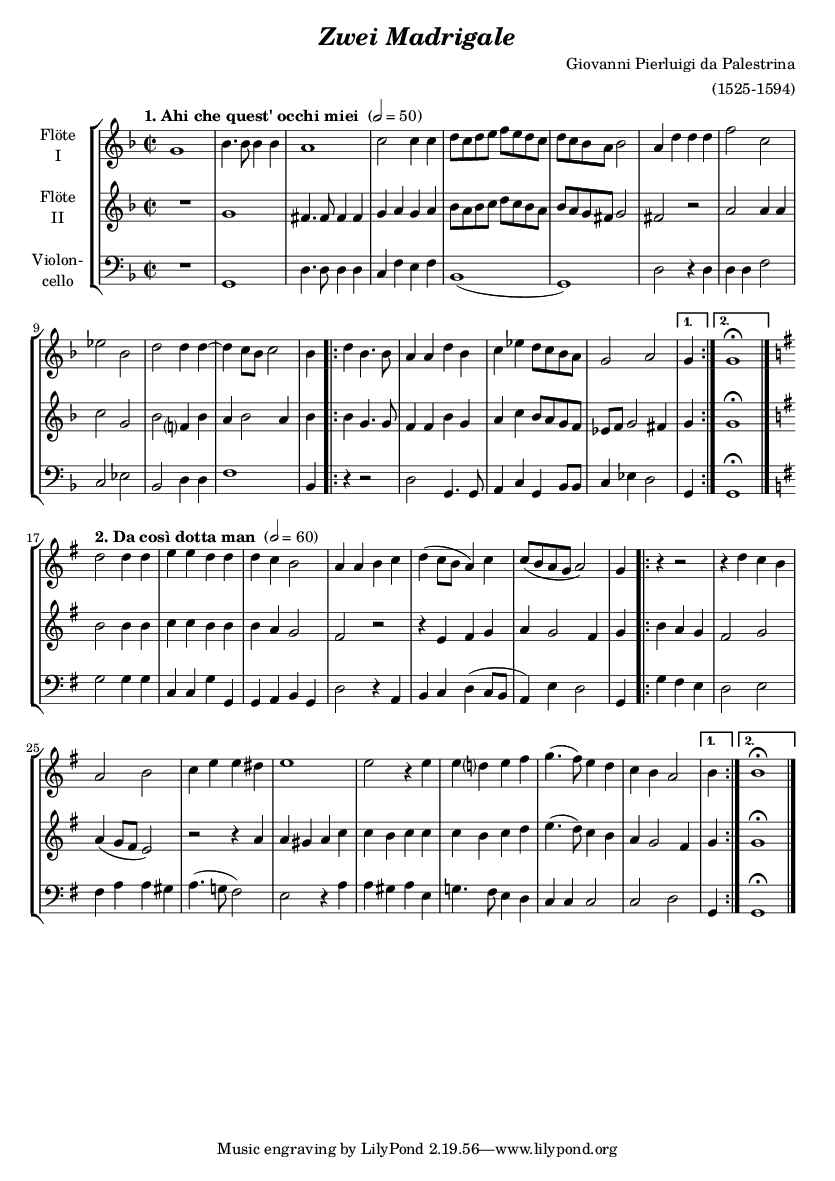 Zwei Madrigale
Giovanni Pierluigi da Palestrina
(1525-1594)
1. Ahi che quest' occhi miei (𝅗𝅥 = 50)
Flöte
I
Flöte
II
Violon-
cello
9
1.
2.
17
2. Da così dotta man (𝅗𝅥 = 60)
25
1.
2.
Music engraving by LilyPond 2.19.56—www.lilypond.org